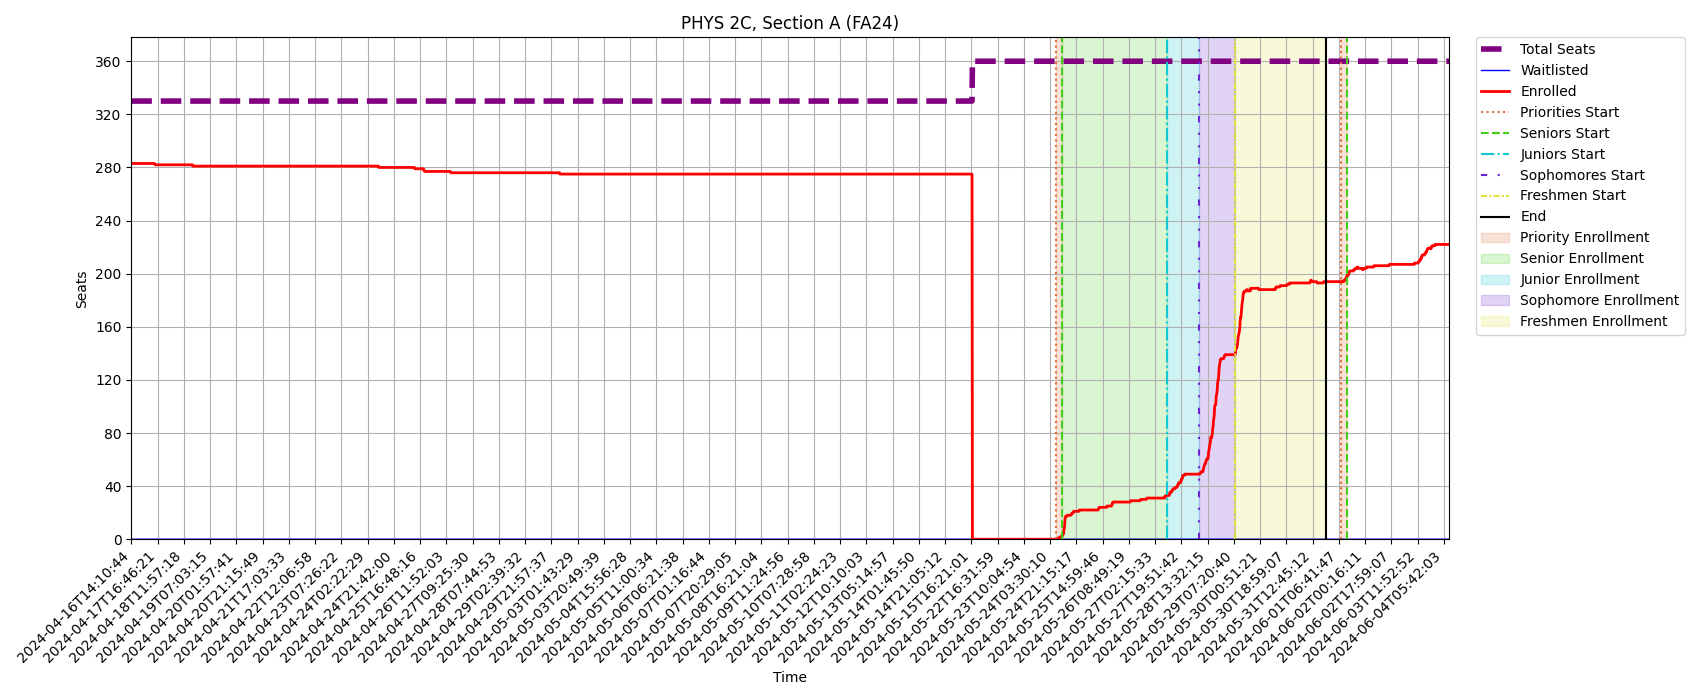 PHYS 2C, Section A (FA24)
Seats
360
320
280
240
200
160
120
80
40
0
2024-04-16T14:10:44
2024-04-17T16:46:21
2024-04-18T11:57:18
2024-04-19T07:03:15
2024-04-20T01:57:41
2024-04-20T21:15:49
2024-04-21T17:03:33
2024-04-22T12:06:58
2024-04-23T07:26:22
2024-04-24T02:22:29
2024-04-24T21:42:00
2024-04-25T16:48:16
2024-04-26T11:52:03
2024-04-27T09:25:30
2024-04-28T07:44:53
2024-04-29T02:39:32
2024-04-29T21:57:37
2024-05-03T01:43:29
2024-05-03T20:49:39
2024-05-04T15:56:28
2024-05-05T11:00:34
2024-05-06T06:21:38
2024-05-07T01:16:44
2024-05-07T20:29:05
2024-05-08T16:21:04
2024-05-09T11:24:56
2024-05-10T07:28:58
2024-05-11T02:24:23
2024-05-12T10:10:03
2024-05-13T05:14:57
2024-05-14T01:45:50
2024-05-14T21:05:12
2024-05-15T16:21:01
2024-05-22T16:31:59
2024-05-23T10:04:54
2024-05-24T03:30:10
2024-05-24T21:15:17
2024-05-25T14:59:46
2024-05-26T08:49:19
2024-05-27T02:15:33
2024-05-27T19:51:42
2024-05-28T13:32:15
2024-05-29T07:20:40
2024-05-30T00:51:21
2024-05-30T18:59:07
2024-05-31T12:45:12
2024-06-01T06:41:47
2024-06-02T00:16:11
2024-06-02T17:59:07
2024-06-03T11:52:52
2024-06-04T05:42:03
Time
Total Seats
Waitlisted
Enrolled
Priorities Start
Seniors Start
Juniors Start
Sophomores Start
Freshmen Start
End
Priority Enrollment
Senior Enrollment
Junior Enrollment
Sophomore Enrollment
Freshmen Enrollment